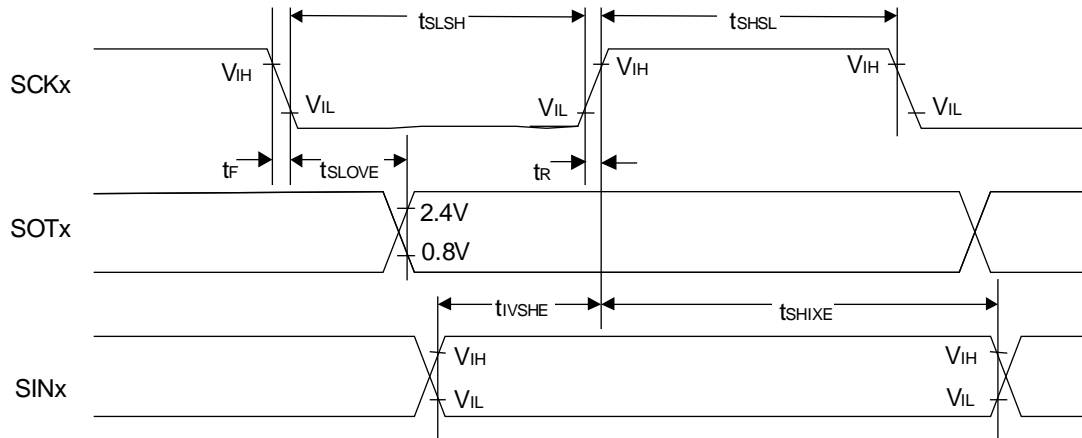 tSLSH
tSHSL
SCKx
VIH
VIH
VIH
VIL
VIL
VIL
tF
tSLOVE
tR
SOTx
2.4V
0.8V
tIVSHE
tSHIXE
SINx
VIH
VIH
VIL
VIL